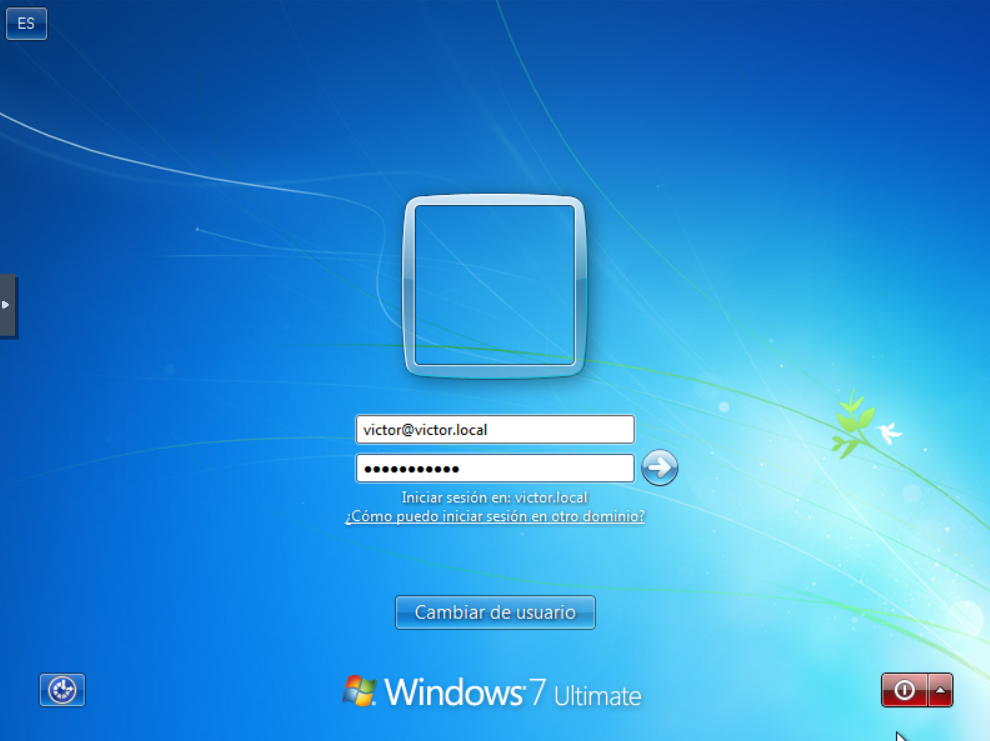 ES
victor@victor.local
Iniciar sesión en: victor.local
¿Cómo puedo iniciar sesión en otro dominio?
Cambiar de usuario
Windows 7 Ultimate